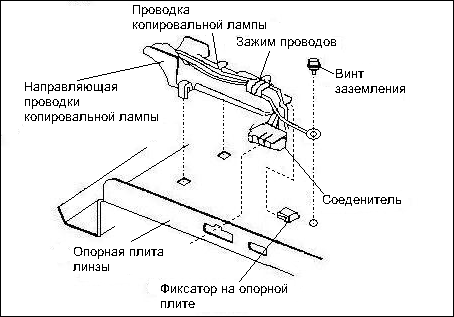 Проводка
копировальной лампы
Зажим проводов
Винт
заземления
Направляющая
проводки
копировальной лампы
Соеденитель
Опорная плита
линзы
Фиксатор на опорной
плите